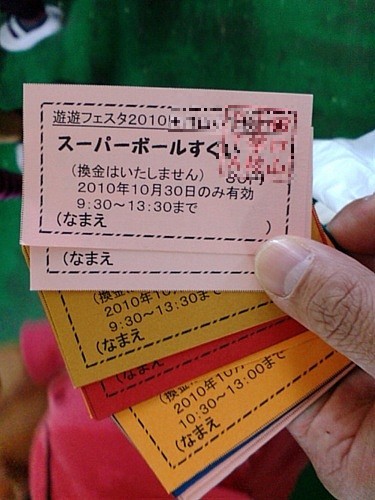 遊遊フェスタ2010
スーパーボールすくい
(換金はいたしません)
2010年10月30日のみ有効
9:30~13:30まで
(なまえ )
(なまえ
(換金は
2010年10
9:30~13:30まで
(なまえ
(なまえ
(換金
2010年10月
10:30~13:00まで
(なまえ